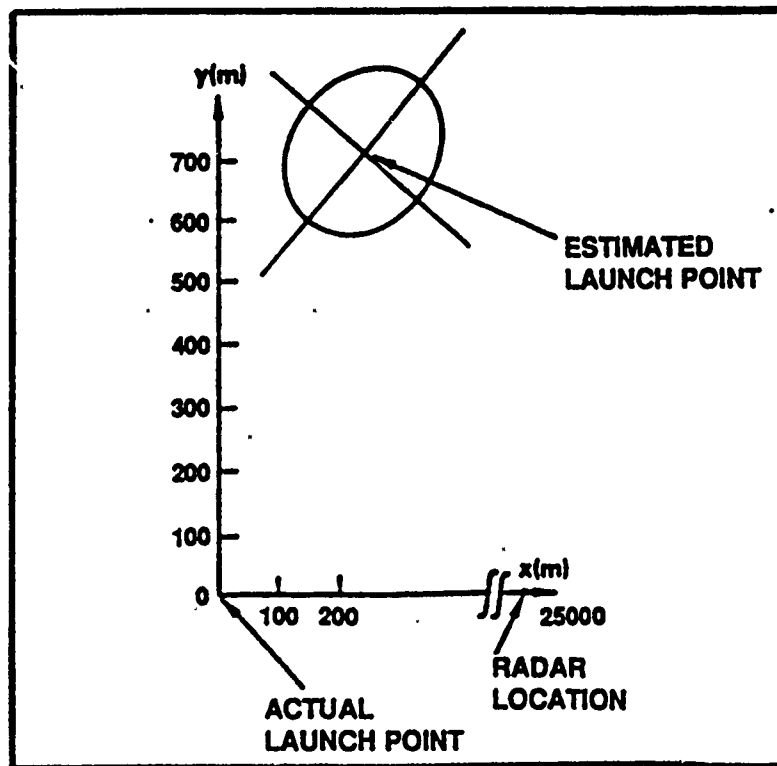 y(m)
700
600
500
400
300
200
100
0
ESTIMATED
LAUNCH POINT
100 200
x(m)
25000
RADAR
LOCATION
ACTUAL
LAUNCH POINT